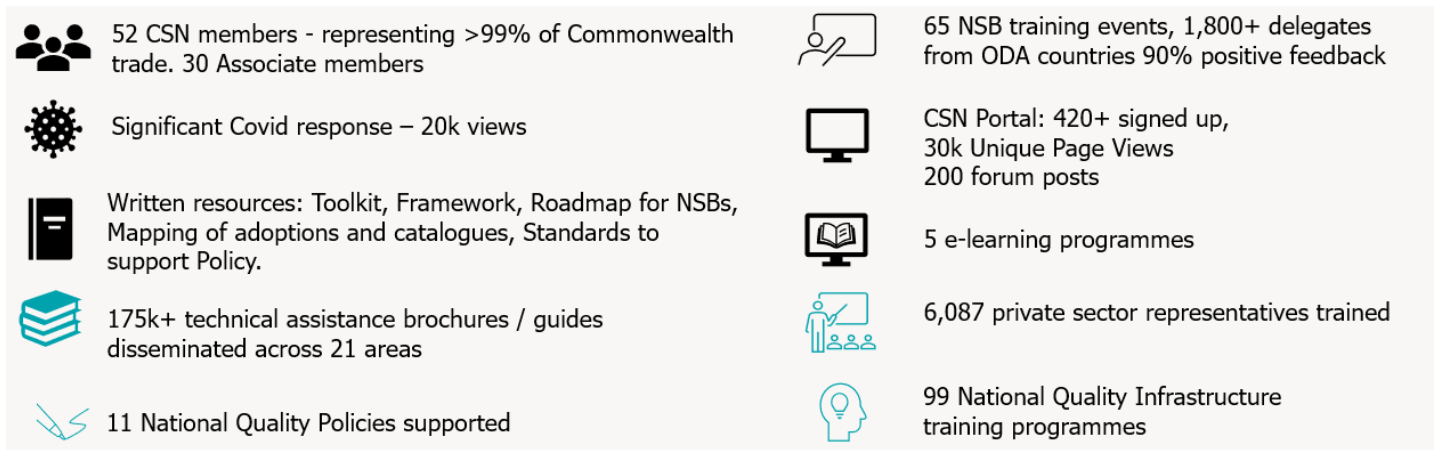 52 CSN members - representing >99% of Commonwealth
trade. 30 Associate members
Significant Covid response – 20k views
Written resources: Toolkit, Framework, Roadmap for NSBs,
Mapping of adoptions and catalogues, Standards to
support Policy.
175k+ technical assistance brochures / guides
disseminated across 21 areas
11 National Quality Policies supported
65 NSB training events, 1,800+ delegates
from ODA countries 90% positive feedback
CSN Portal: 420+ signed up,
30k Unique Page Views
200 forum posts
5 e-learning programmes
6,087 private sector representatives trained
99 National Quality Infrastructure
training programmes